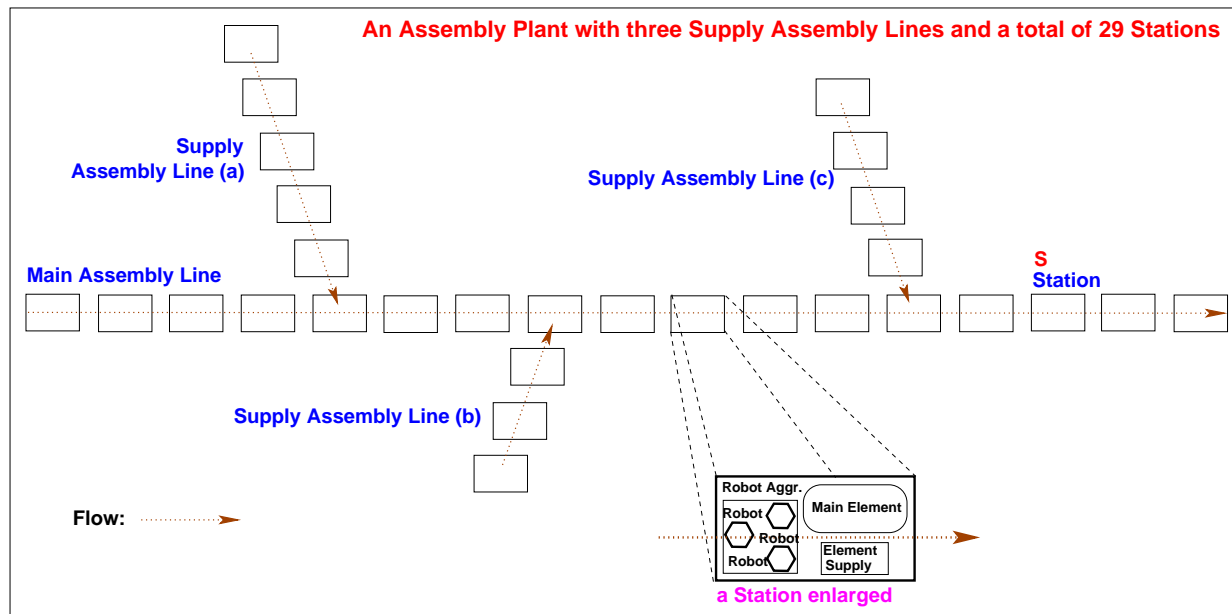 An Assembly Plant with three Supply Assembly Lines and a total of 29 Stations
Supply
Assembly Line (a)
Supply Assembly Line (c)
Main Assembly Line
S
Station
Supply Assembly Line (b)
Flow:
Robot Aggr.
Main Element
Robot
Robot
Robot
Element
Supply
a Station enlarged